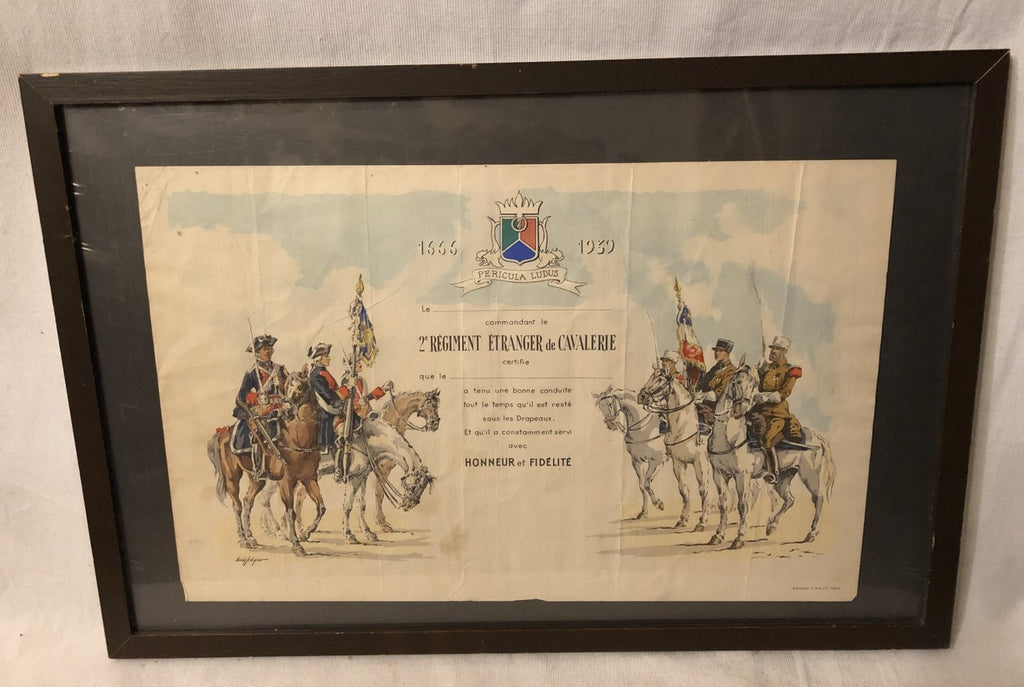 1666 1939
PERICULA LUDUS
Le
commandant le
2e RÉGIMENT ÉTRANGER de CAVALERIE
certifie
que le
a tenu une bonne conduite
tout le temps qu'il est resté
sous les Drapeaux,
Et qu'il a constamment servi
avec
HONNEUR et FIDÉLITÉ